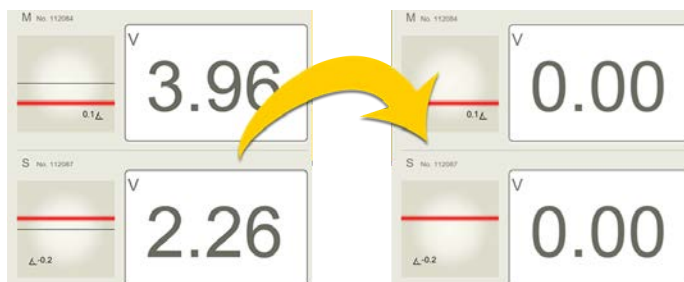 M No. 112084
V
3.96
0.1∡
S No. 112087
V
2.26
∡-0.2
M No. 112084
V
0.00
0.1∡
S No. 112087
V
0.00
∡-0.2